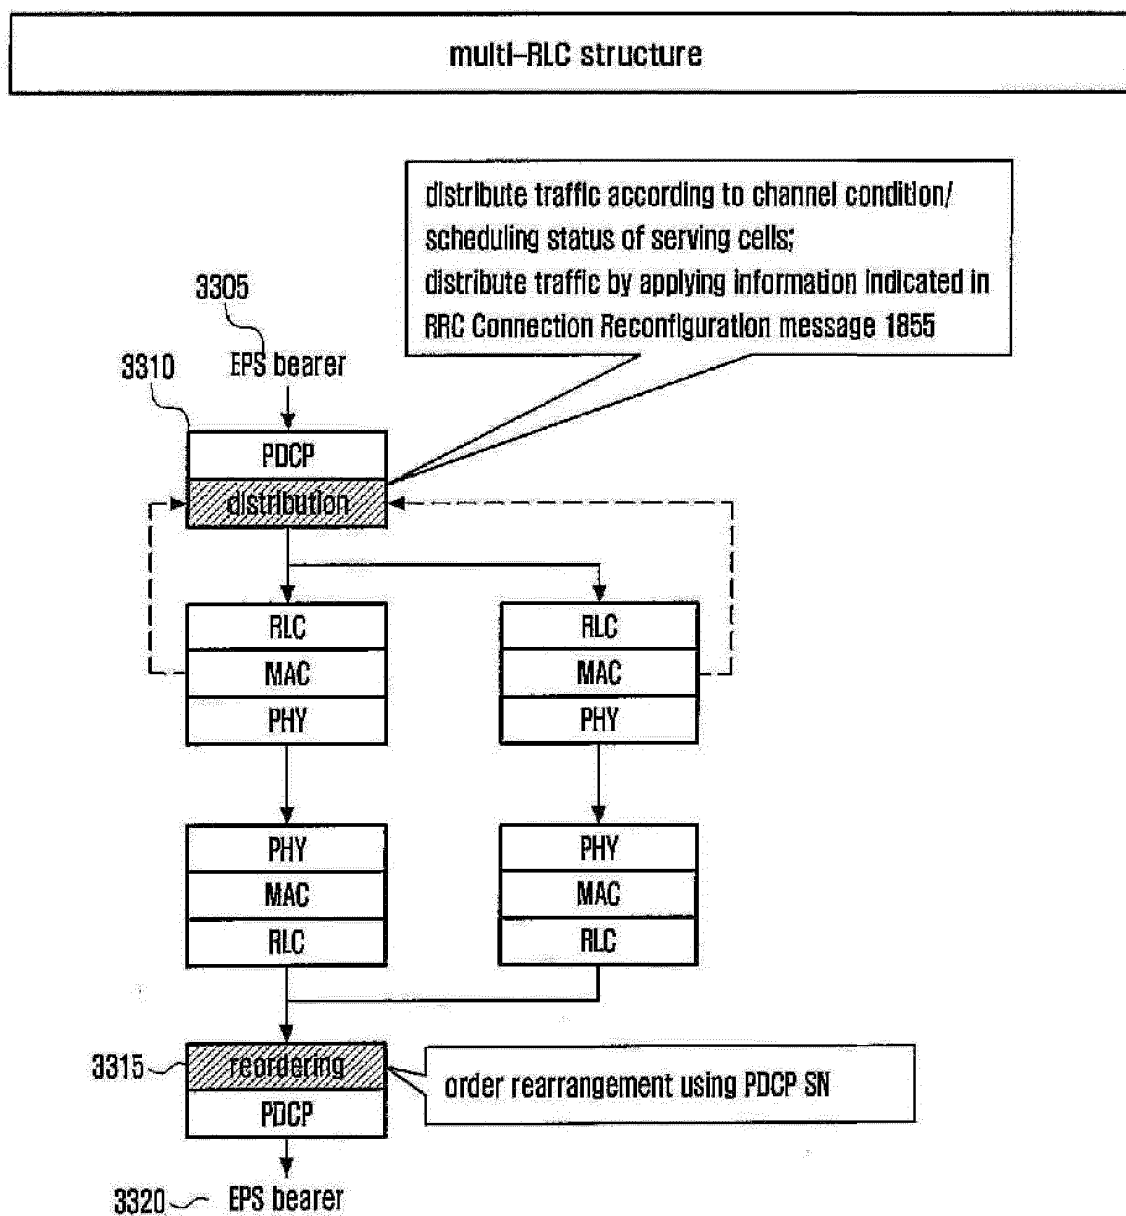 multi-RLC structure
distribute traffic according to channel condition/
scheduling status of serving cells;
distribute traffic by applying information indicated in
RRC Connection Reconfiguration message 1855
3305
EPS bearer
3310
PDCP
distribution
RLC
RLC
MAC
MAC
PHY
PHY
PHY
PHY
MAC
MAC
RLC
RLC
3315
reordering
order rearrangement using PDCP SN
PDCP
3320
EPS bearer